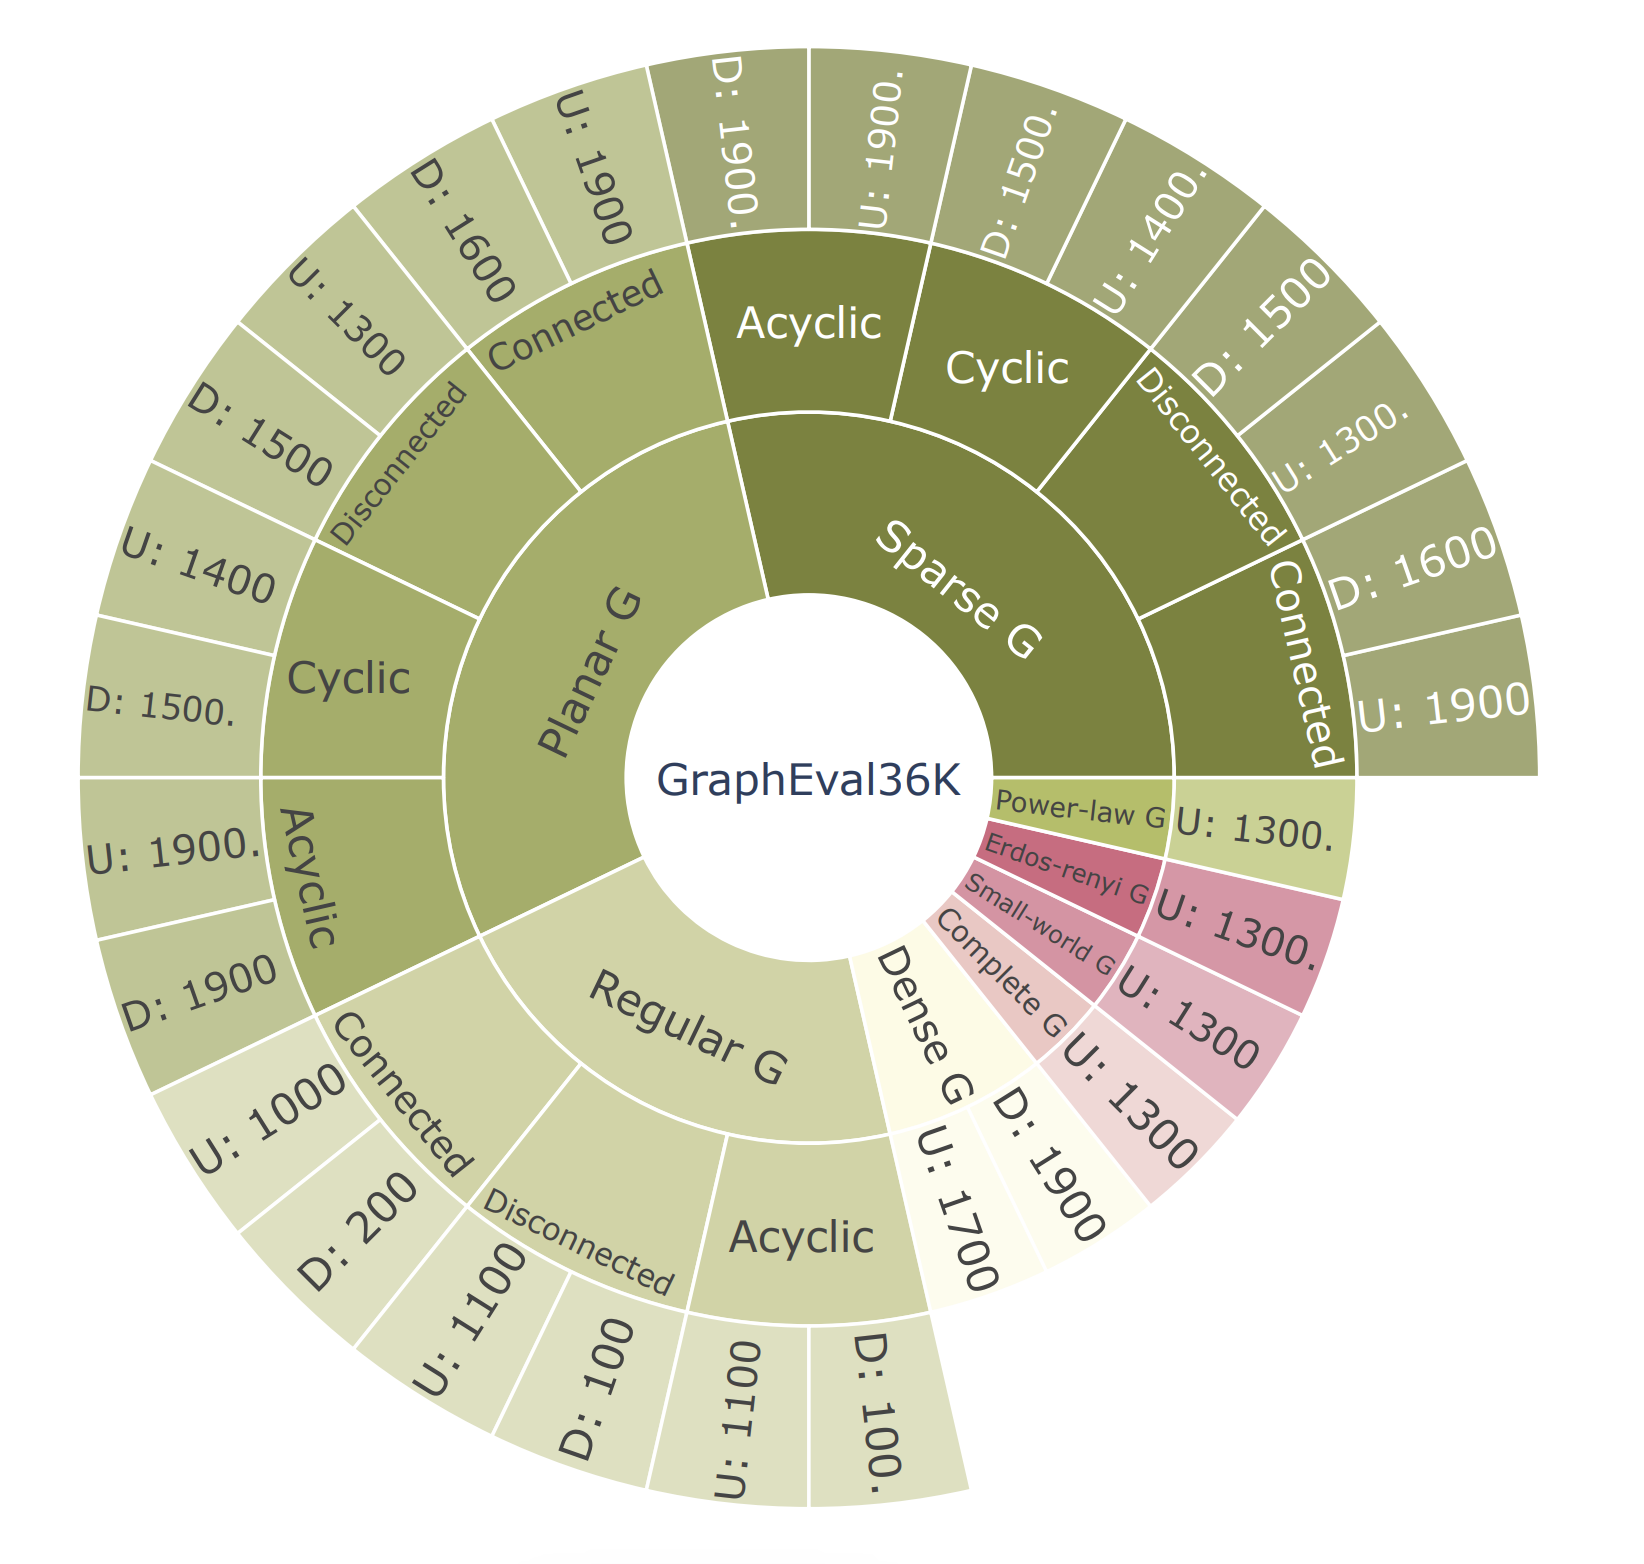 GraphEval36K
Sparse G
Connected
U: 1900
D: 1600
Disconnected
U: 1300.
D: 1500
Cyclic
U: 1400.
D: 1500.
Acyclic
U: 1900.
D: 1900.
Planar G
Connected
U: 1900
D: 1600
Disconnected
U: 1300
D: 1500
Cyclic
U: 1400
D: 1500.
Acyclic
U: 1900.
D: 1900
Regular G
Connected
U: 1000
D: 200
Disconnected
U: 1100
D: 100
Acyclic
U: 1100
D: 100.
Dense G
U: 1700
D: 1900
Complete G
U: 1300
Small-world G
U: 1300
Erdos-renyi G
U: 1300.
Power-law G
U: 1300.